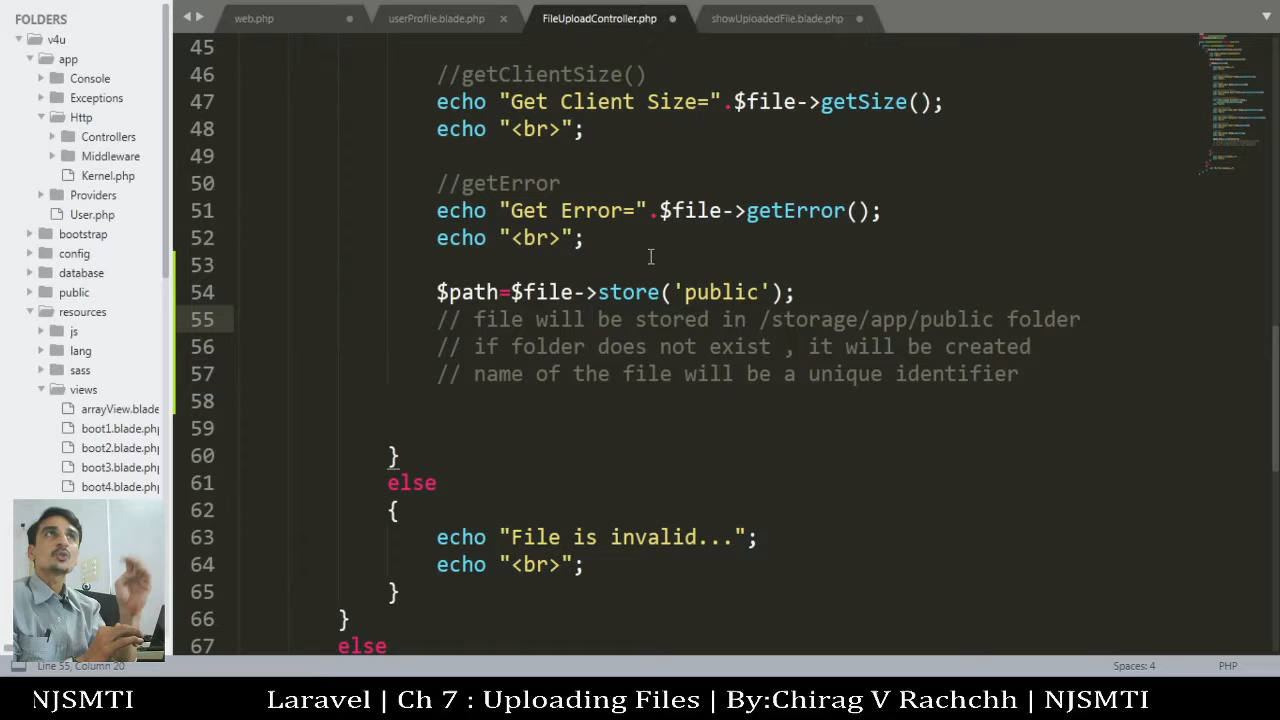 FOLDERS
v4u
app
Console
Exceptions
Http
Controllers
Middleware
Kernel.php
Providers
User.php
bootstrap
config
database
public
resources
js
lang
sass
views
arrayView.blade
boot1.blade.php
boot2.blade.php
boot3.blade.php
boot4.blade.php
web.php
userProfile.blade.php
FileUploadController.php
showUploadedFile.blade.php
45
46 //getClientSize()
47 echo "Get Client Size=".$file->getSize();
48 echo "<br>";
49
50 //getError
51 echo "Get Error=".$file->getError();
52 echo "<br>";
53
54 $path=$file->store('public');
55 // file will be stored in /storage/app/public folder
56 // if folder does not exist , it will be created
57 // name of the file will be a unique identifier
58
59
60 }
61 else
62 {
63 echo "File is invalid...";
64 echo "<br>";
65 }
66 }
67 else
Line 55, Column 20
Spaces: 4
PHP
NJSMTI
Laravel | Ch 7 : Uploading Files | By:Chirag V Rachchh | NJSMTI